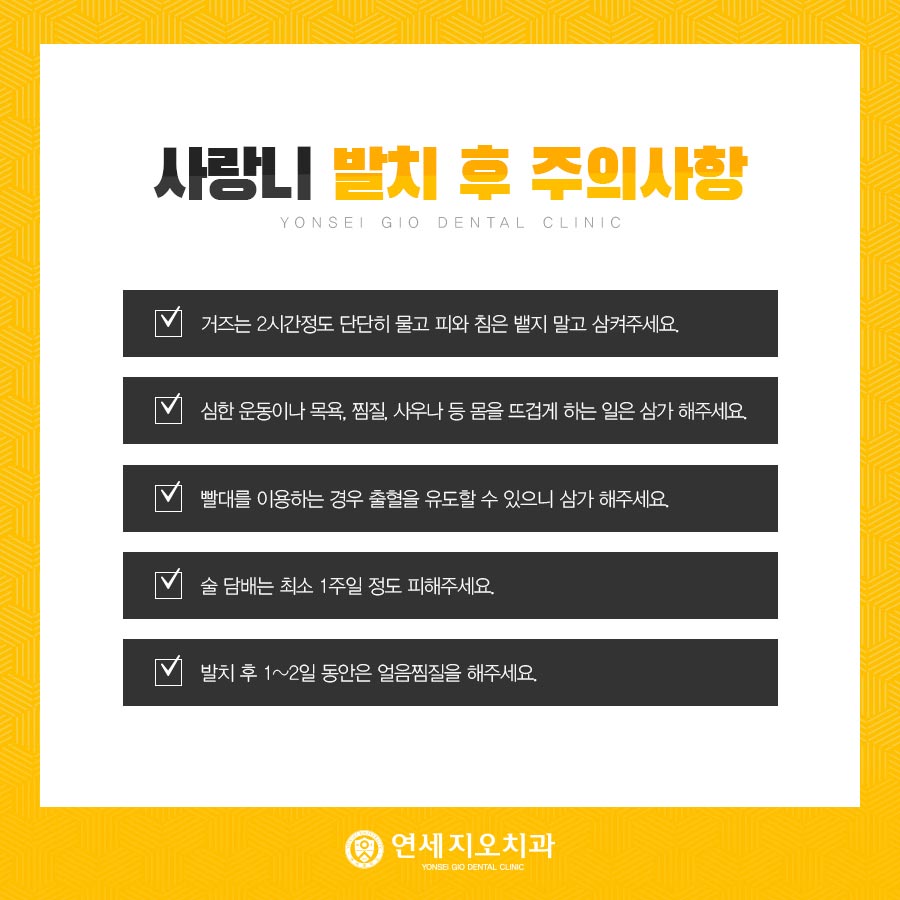 사랑니 발치 후 주의사항
YONSEI GIO DENTAL CLINIC
거즈는 2시간정도 단단히 물고 피와 침은 뱉지 말고 삼켜주세요.
심한 운동이나 목욕, 찜질, 사우나 등 몸을 뜨겁게 하는 일은 삼가 해주세요.
빨대를 이용하는 경우 출혈을 유도할 수 있으니 삼가 해주세요.
술 담배는 최소 1주일 정도 피해주세요.
발치 후 1~2일 동안은 얼음찜질을 해주세요.
연세지오치과
YONSEI GIO DENTAL CLINIC